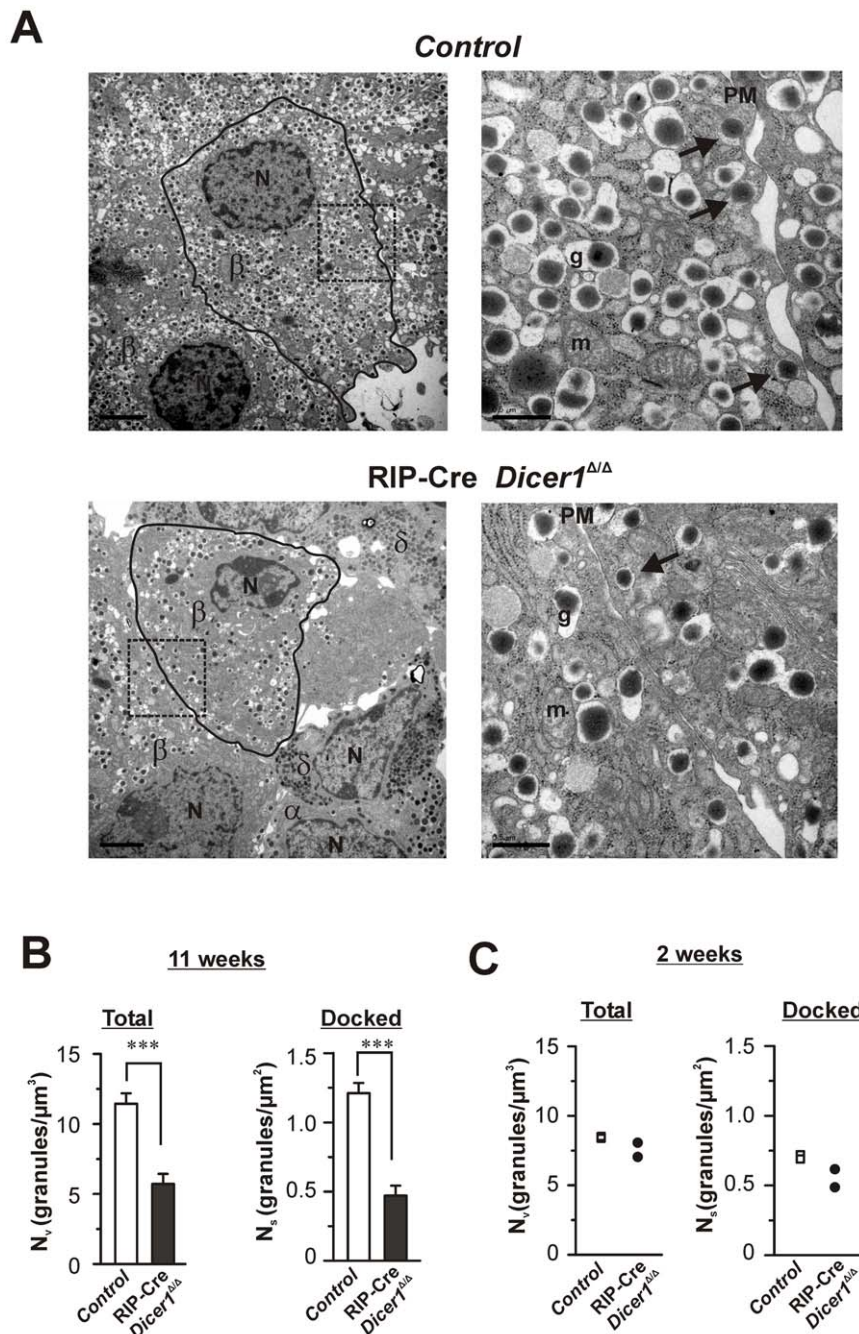 A
Control
N
β
β
N
PM
g
m
RIP-Cre Dicer1Δ/Δ
δ
N
β
β
N
δ
N
α
N
PM
g
m
B
11 weeks
Total
***
15
10
5
0
Nv (granules/µm³)
Control
RIP-Cre
Dicer1Δ/Δ
Docked
***
1.5
1.0
0.5
0
Ns (granules/µm²)
Control
RIP-Cre
Dicer1Δ/Δ
C
2 weeks
Total
15
10
5
0
Nv (granules/µm³)
Control
RIP-Cre
Dicer1Δ/Δ
Docked
1.5
1.0
0.5
0
Ns (granules/µm²)
Control
RIP-Cre
Dicer1Δ/Δ